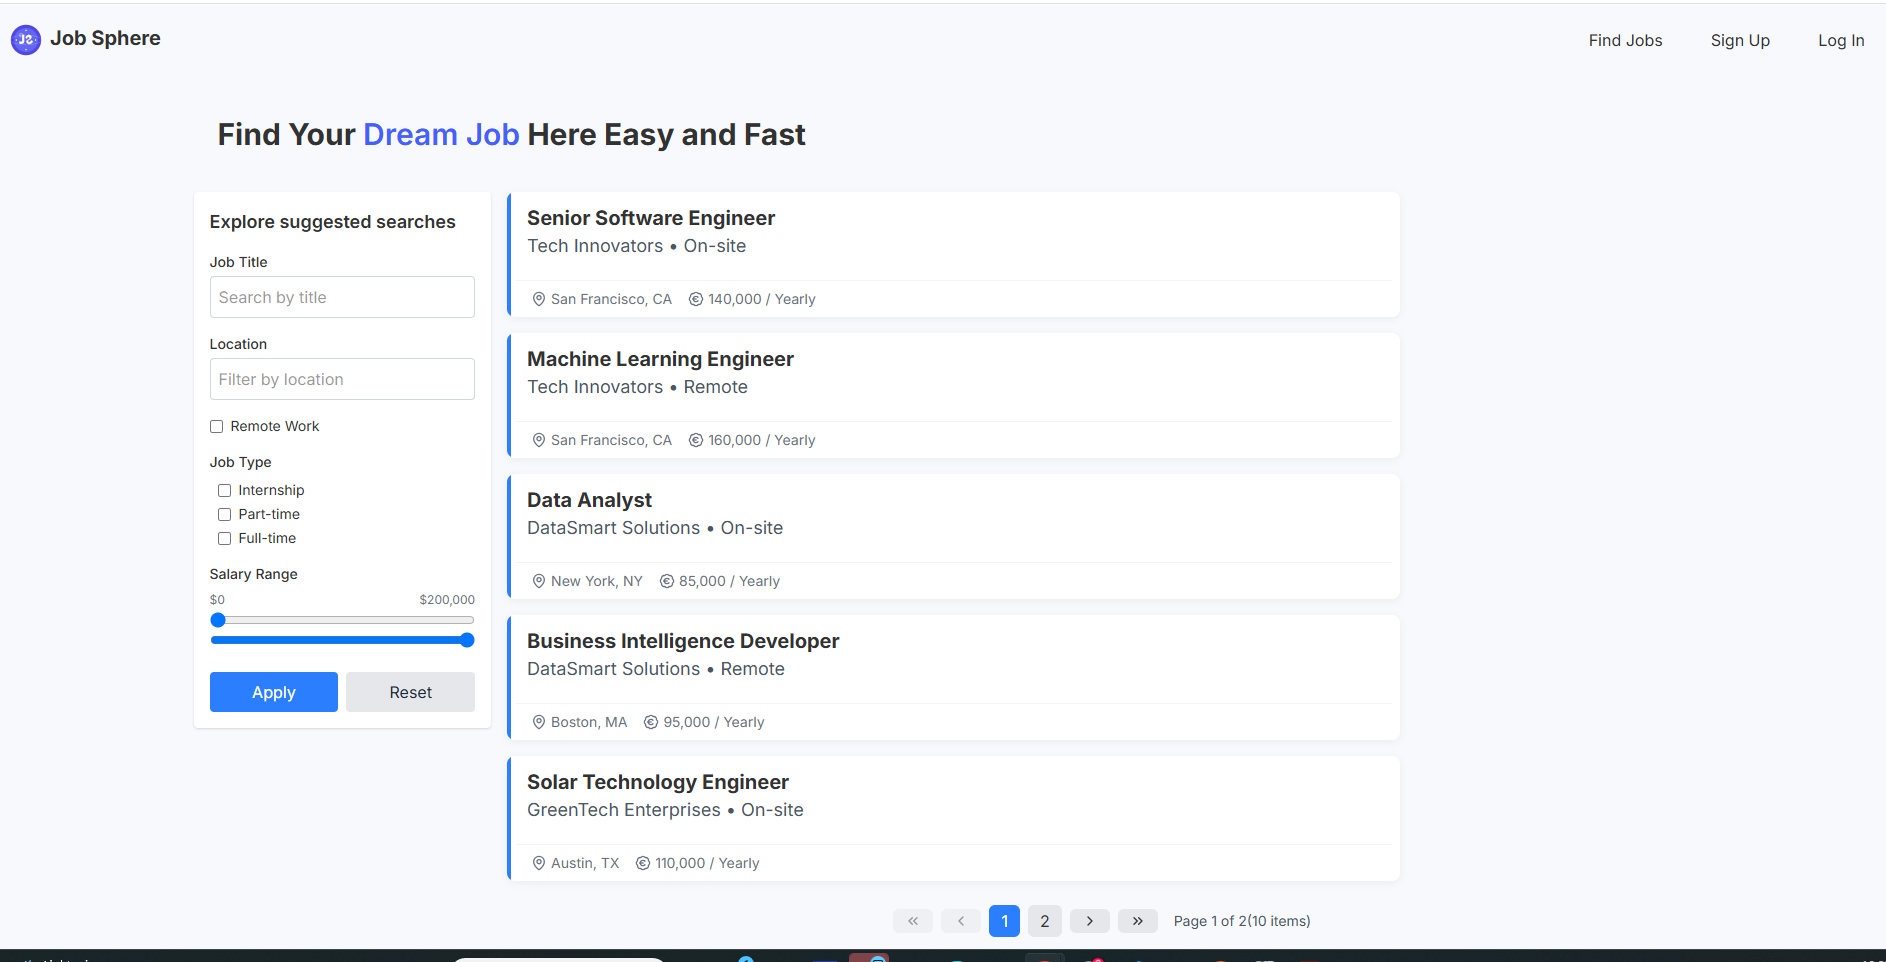 JS Job Sphere
Find Jobs Sign Up Log In
Find Your Dream Job Here Easy and Fast
Explore suggested searches
Job Title
Search by title
Location
Filter by location
Remote Work
Job Type
Internship
Part-time
Full-time
Salary Range
$0 $200,000
Apply Reset
Senior Software Engineer
Tech Innovators • On-site
San Francisco, CA € 140,000 / Yearly
Machine Learning Engineer
Tech Innovators • Remote
San Francisco, CA € 160,000 / Yearly
Data Analyst
DataSmart Solutions • On-site
New York, NY € 85,000 / Yearly
Business Intelligence Developer
DataSmart Solutions • Remote
Boston, MA € 95,000 / Yearly
Solar Technology Engineer
GreenTech Enterprises • On-site
Austin, TX € 110,000 / Yearly
« ‹ 1 2 › » Page 1 of 2(10 items)